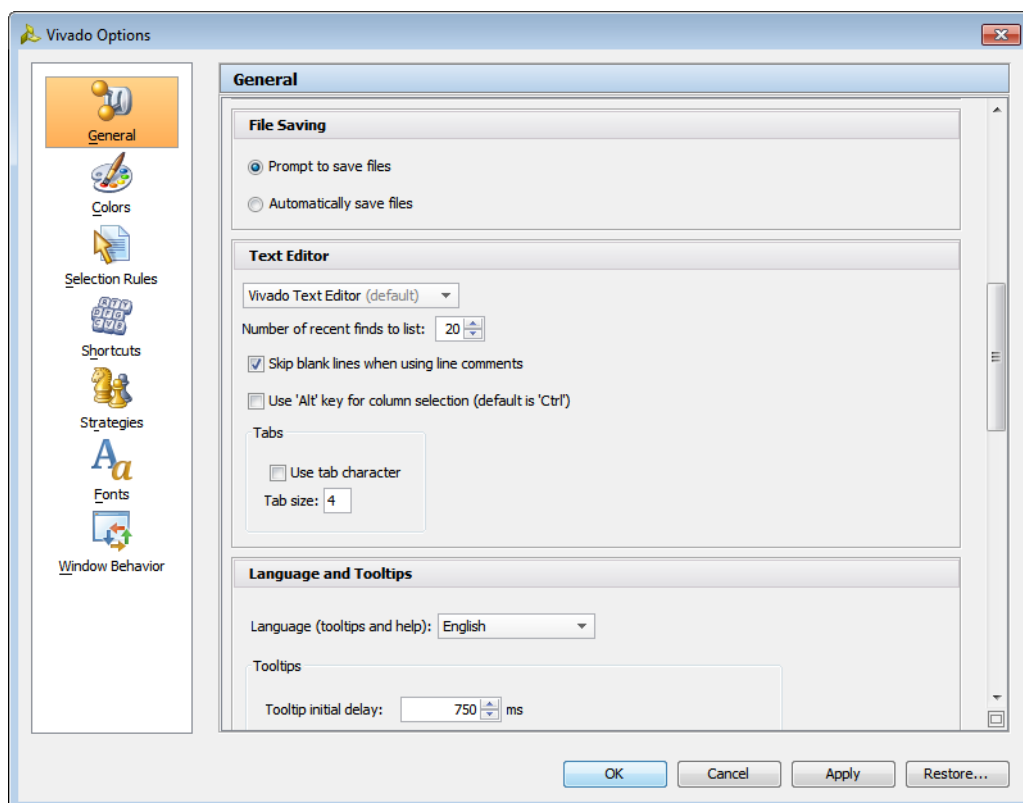 Vivado Options
General
Colors
Selection Rules
Shortcuts
Strategies
Fonts
Window Behavior
General
File Saving
Prompt to save files
Automatically save files
Text Editor
Vivado Text Editor (default)
Number of recent finds to list: 20
Skip blank lines when using line comments
Use 'Alt' key for column selection (default is 'Ctrl')
Tabs
Use tab character
Tab size: 4
Language and Tooltips
Language (tooltips and help): English
Tooltips
Tooltip initial delay: 750 ms
OK Cancel Apply Restore...